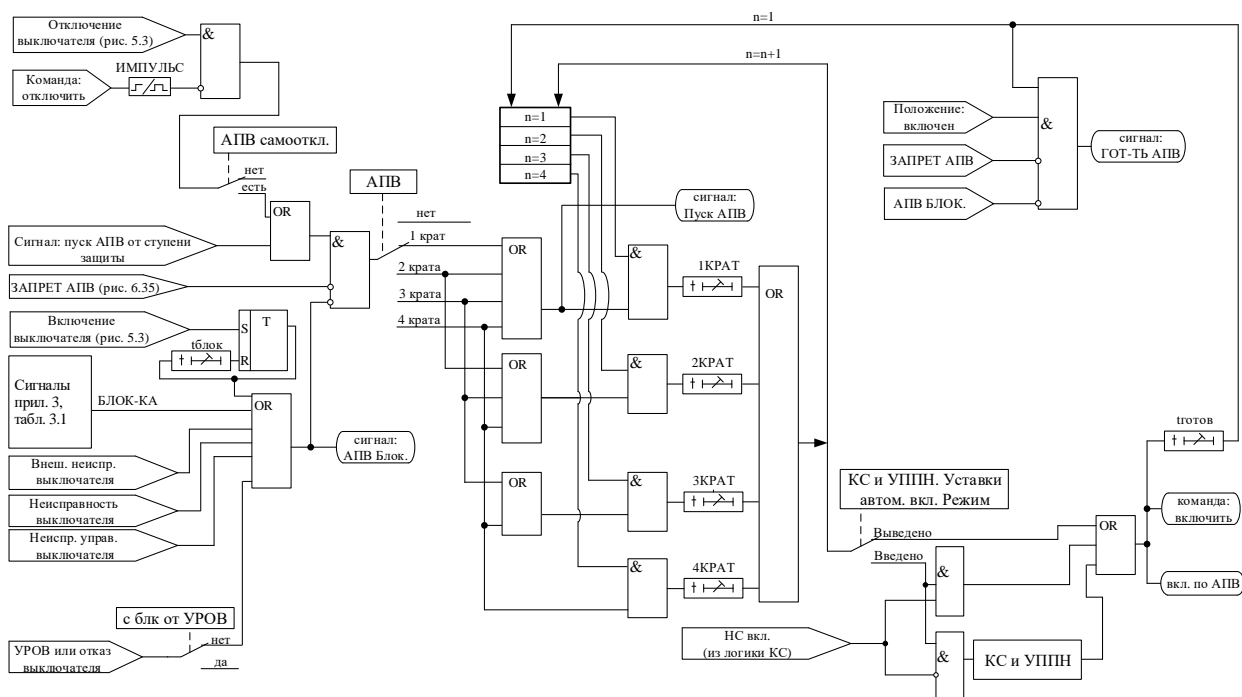 Отключение
выключателя (рис. 5.3)
&
Команда:
отключить
ИМПУЛЬС
АПВ самооткл.
нет
есть
OR
Сигнал: пуск АПВ от ступени
защиты
&
ЗАПРЕТ АПВ (рис. 6.35)
Включение
выключателя (рис. 5.3)
S
T
R
tблок
Сигналы
прил. 3,
табл. 3.1
БЛОК-КА
OR
Внеш. неиспр.
выключателя
Неисправность
выключателя
Неиспр. управ.
выключателя
сигнал:
АПВ Блок.
с блк от УРОВ
УРОВ или отказ
выключателя
нет
да
АПВ
нет
1 крат
2 крата
3 крата
4 крата
n=1
n=n+1
n=1
n=2
n=3
n=4
сигнал:
Пуск АПВ
OR
OR
OR
&
&
&
&
1КРАТ
2КРАТ
3КРАТ
4КРАТ
OR
Положение:
включен
ЗАПРЕТ АПВ
АПВ БЛОК.
&
сигнал:
ГОТ-ТЬ АПВ
КС и УППН. Уставки
автом. вкл. Режим
Выведено
Введено
&
НС вкл.
(из логики КС)
&
КС и УППН
OR
tготов
команда:
включить
вкл. по АПВ